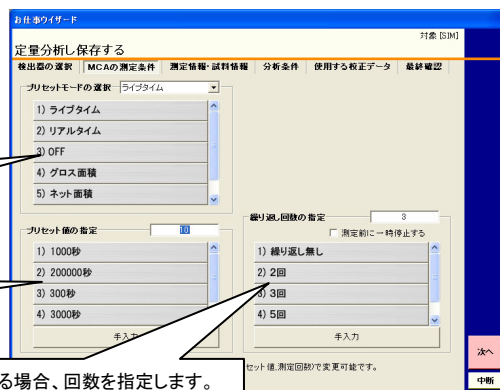 お仕事ウィザード
対象 [SIM]
定量分析し保存する
検出器の選択 MCAの測定条件 測定情報・試料情報 分析条件 使用する校正データ 最終確認
プリセットモードの選択 ライブタイム
1) ライブタイム
2) リアルタイム
3) OFF
4) グロス面積
5) ネット面積
プリセット値の指定 10
1) 1000秒
2) 200000秒
3) 300秒
4) 3000秒
手入力
繰り返し回数の指定 3
測定前に一時停止する
1) 繰り返し無し
2) 2回
3) 3回
4) 5回
手入力
次へ
セット値,測定回数)で変更可能です。
中断
る場合、回数を指定します。